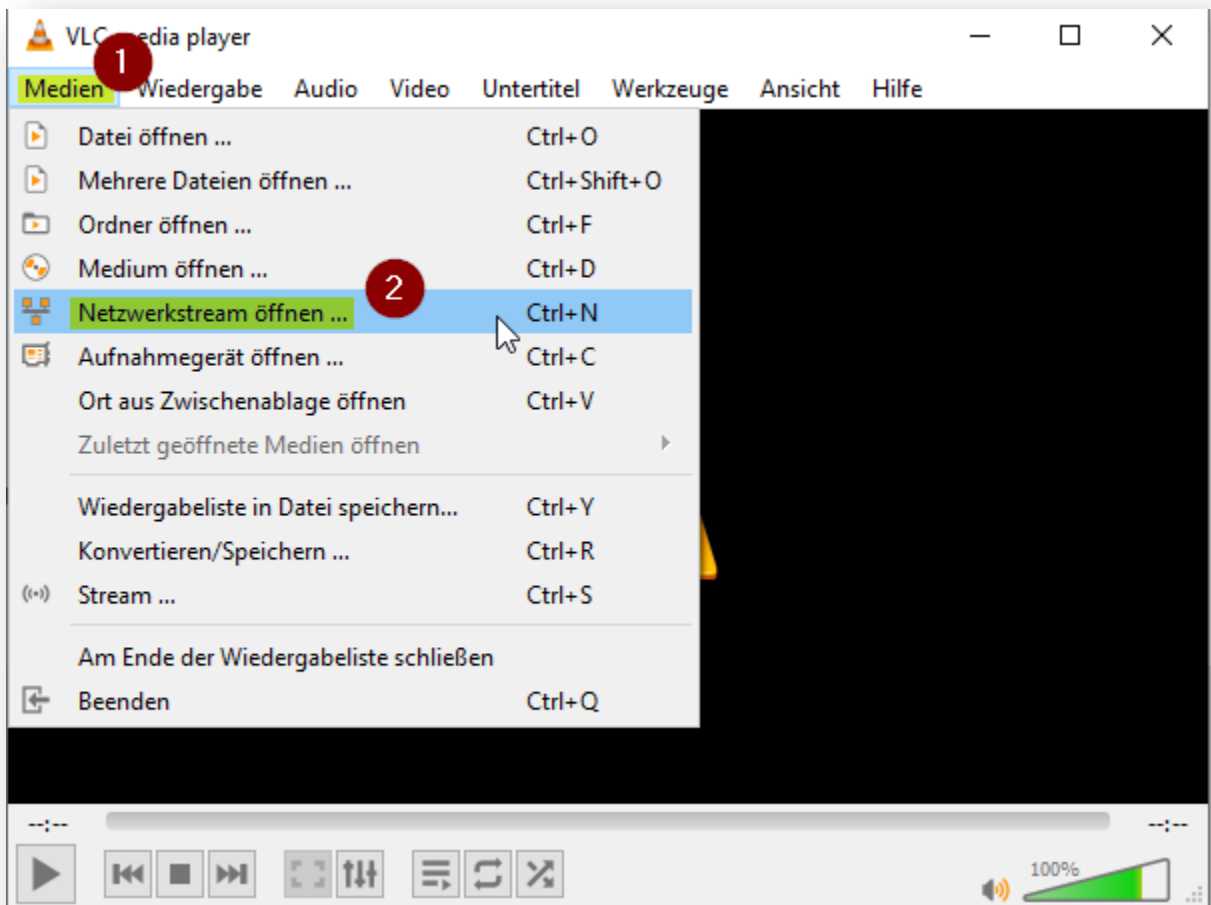 VLC media player
1
Medien Wiedergabe Audio Video Untertitel Werkzeuge Ansicht Hilfe
Datei öffnen ... Ctrl+O
Mehrere Dateien öffnen ... Ctrl+Shift+O
Ordner öffnen ... Ctrl+F
Medium öffnen ... Ctrl+D
2
Netzwerkstream öffnen ... Ctrl+N
Aufnahmegerät öffnen ... Ctrl+C
Ort aus Zwischenablage öffnen Ctrl+V
Zuletzt geöffnete Medien öffnen
Wiedergabeliste in Datei speichern... Ctrl+Y
Konvertieren/Speichern ... Ctrl+R
Stream ... Ctrl+S
Am Ende der Wiedergabeliste schließen
Beenden Ctrl+Q
--:-- --:--
100%